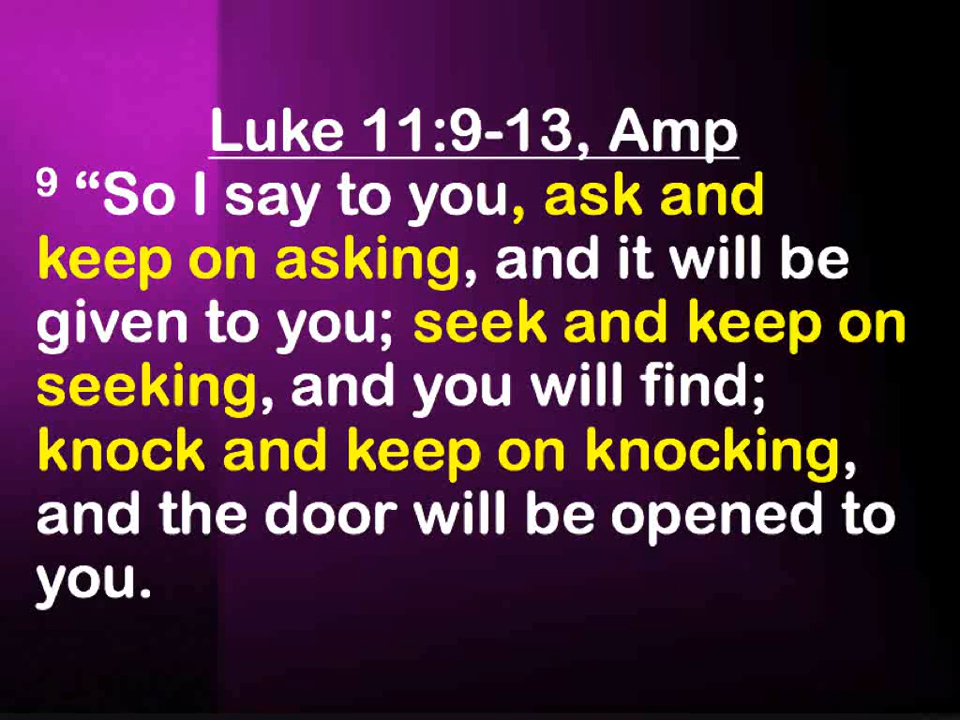 Luke 11:9-13, Amp
9 “So I say to you, ask and
keep on asking, and it will be
given to you; seek and keep on
seeking, and you will find;
knock and keep on knocking,
and the door will be opened to
you.